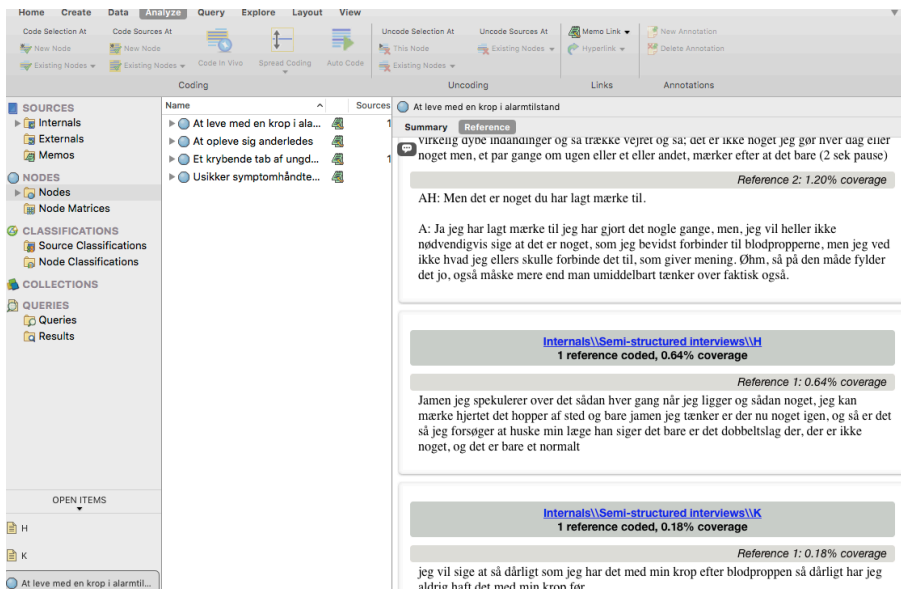 Home Create Data Analyze Query Explore Layout View
Code Selection At Code Sources At Uncode Selection At Uncode Sources At Memo Link New Annotation
New Node New Node This Node Existing Nodes Hyperlink Delete Annotation
Existing Nodes Existing Nodes Code In Vivo Spread Coding Auto Code Existing Nodes
Coding Uncoding Links Annotations
SOURCES
Internals
Externals
Memos
NODES
Nodes
Node Matrices
CLASSIFICATIONS
Source Classifications
Node Classifications
COLLECTIONS
QUERIES
Queries
Results
OPEN ITEMS
H
K
At leve med en krop i alarmtil...
Name Sources
At leve med en krop i ala... 1
At opleve sig anderledes
Et krybende tab af ungd... 1
Usikker symptomhåndte...
At leve med en krop i alarmtilstand
Summary Reference
virkelig dybe indåndinger og så trække vejret og så; det er ikke noget jeg gør hver dag eller
noget men, et par gange om ugen eller et eller andet, mærker efter at det bare (2 sek pause)
Reference 2: 1.20% coverage
AH: Men det er noget du har lagt mærke til.
A: Ja jeg har lagt mærke til jeg har gjort det nogle gange, men, jeg vil heller ikke
nødvendigvis sige at det er noget, som jeg bevidst forbinder til blodpropperne, men jeg ved
ikke hvad jeg ellers skulle forbinde det til, som giver mening. Øhm, så på den måde fylder
det jo, også måske mere end man umiddelbart tænker over faktisk også.
Internals\\Semi-structured interviews\\H
1 reference coded, 0.64% coverage
Reference 1: 0.64% coverage
Jamen jeg spekulerer over det sådan hver gang når jeg ligger og sådan noget, jeg kan
mærke hjertet det hopper af sted og bare jamen jeg tænker er der nu noget igen, og så er det
så jeg forsøger at huske min læge han siger det bare er det dobbeltslag der, der er ikke
noget, og det er bare et normalt
Internals\\Semi-structured interviews\\K
1 reference coded, 0.18% coverage
Reference 1: 0.18% coverage
jeg vil sige at så dårligt som jeg har det med min krop efter blodproppen så dårligt har jeg
aldrig haft det med min krop før